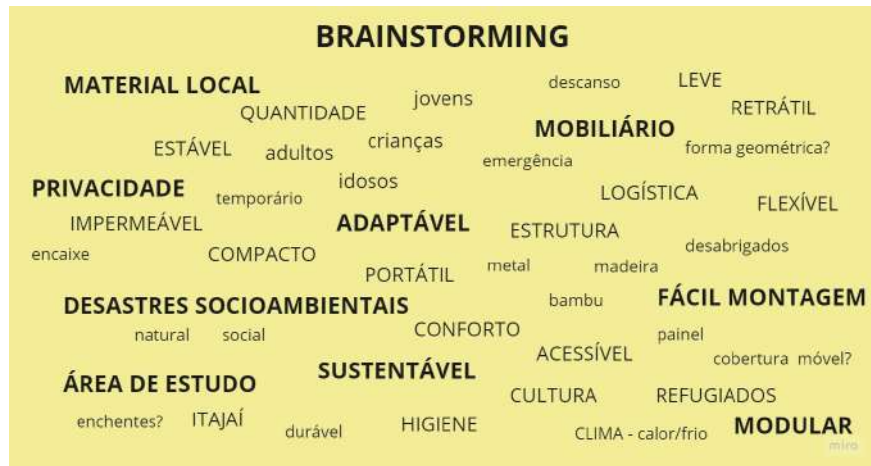 BRAINSTORMING
MATERIAL LOCAL
descanso
LEVE
QUANTIDADE
jovens
RETRÁTIL
MOBILIÁRIO
ESTÁVEL
adultos
crianças
emergência
forma geométrica?
PRIVACIDADE
temporário
idosos
LOGÍSTICA
FLEXÍVEL
IMPERMEÁVEL
ADAPTÁVEL
ESTRUTURA
encaixe
COMPACTO
desabrigados
PORTÁTIL
metal
madeira
DESASTRES SOCIOAMBIENTAIS
bambu
FÁCIL MONTAGEM
natural
social
CONFORTO
painel
ACESSÍVEL
cobertura móvel?
ÁREA DE ESTUDO
SUSTENTÁVEL
CULTURA
REFUGIADOS
enchentes?
ITAJAÍ
durável
HIGIENE
CLIMA - calor/frio
MODULAR
miro